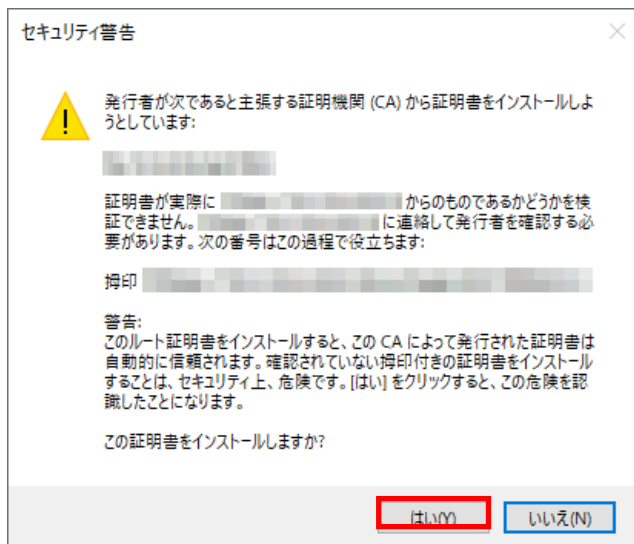 セキュリティ警告
発行者が次であると主張する証明機関 (CA) から証明書をインストールしよ
うとしています:
証明書が実際に からのものであるかどうかを検
証できません。 に連絡して発行者を確認する必
要があります。次の番号はこの過程で役立ちます:
拇印
警告:
このルート証明書をインストールすると、この CA によって発行された証明書は
自動的に信頼されます。確認されていない拇印付きの証明書をインストール
することは、セキュリティ上、危険です。[はい] をクリックすると、この危険を認
識したことになります。
この証明書をインストールしますか?
はい(Y) いいえ(N)